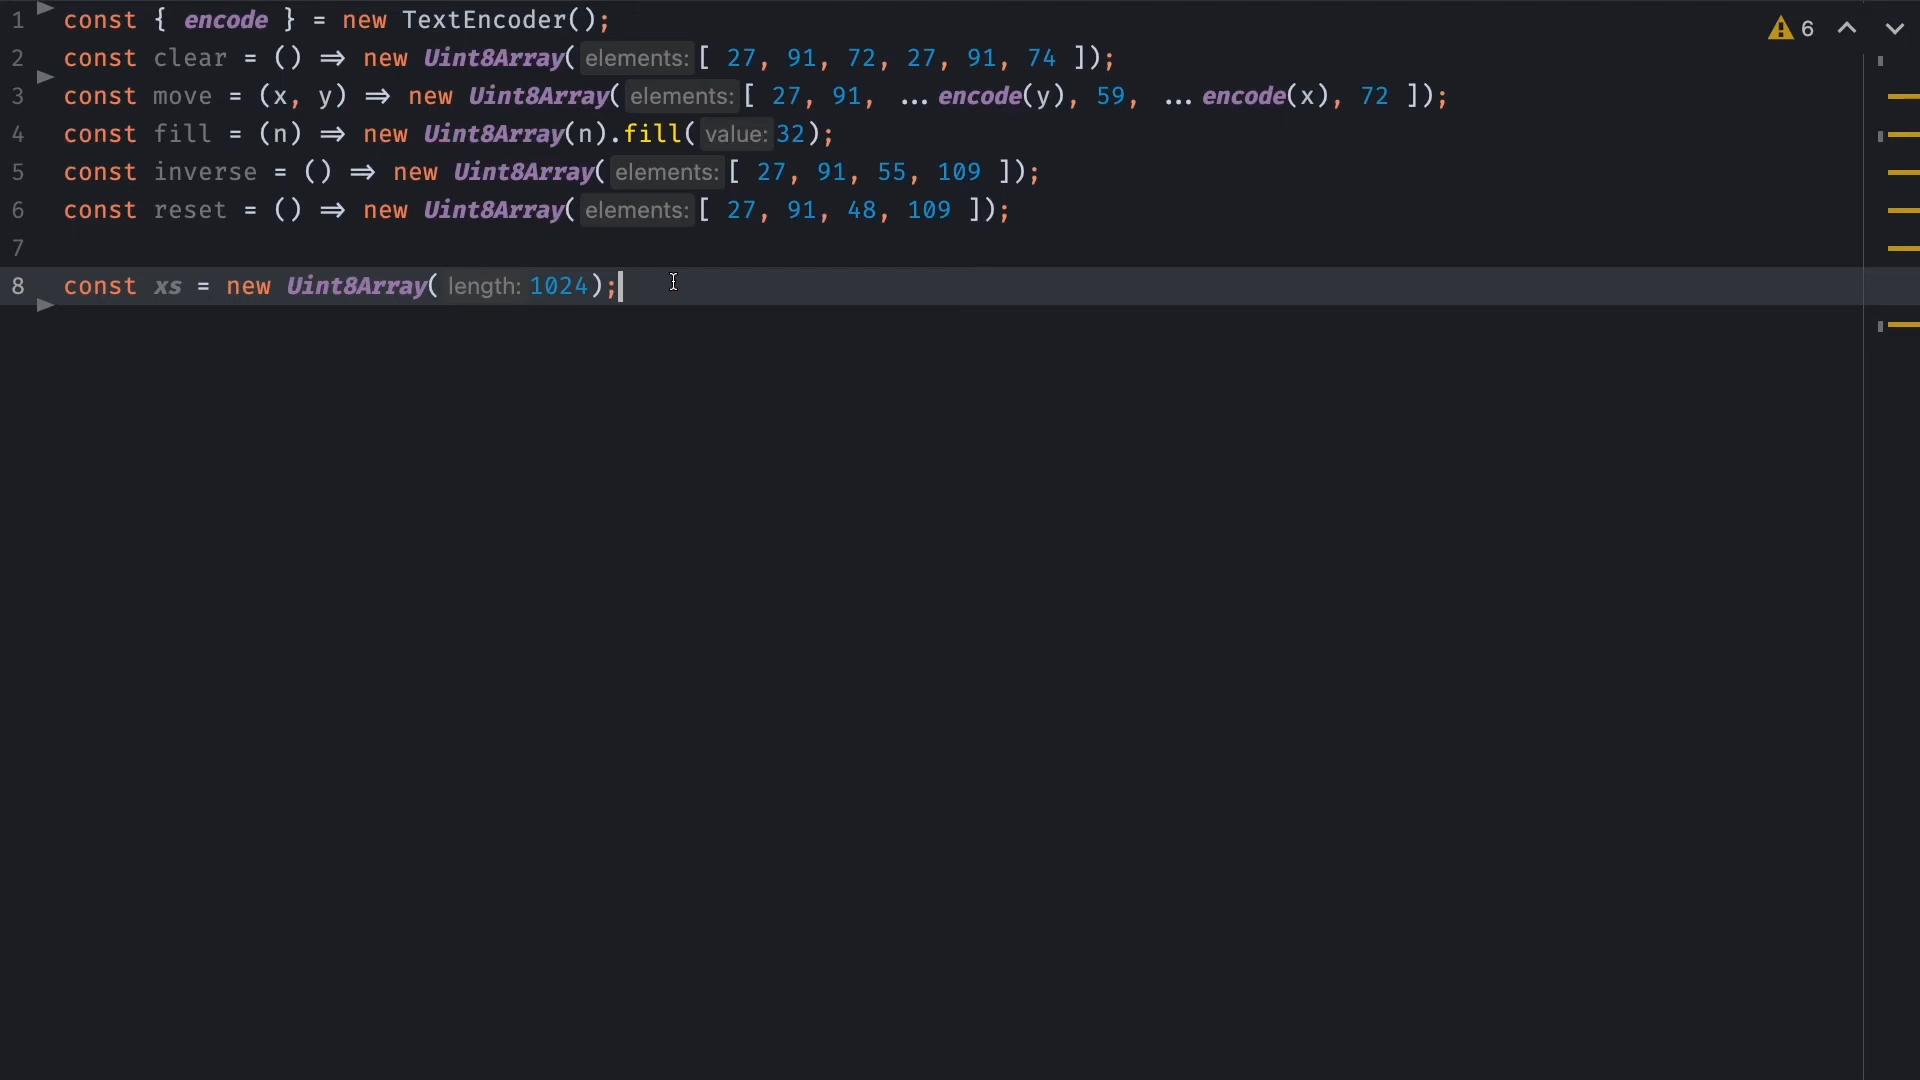 1 const { encode } = new TextEncoder();
2 const clear = () => new Uint8Array( elements: [ 27, 91, 72, 27, 91, 74 ]);
3 const move = (x, y) => new Uint8Array( elements: [ 27, 91, ...encode(y), 59, ...encode(x), 72 ]);
4 const fill = (n) => new Uint8Array(n).fill( value: 32);
5 const inverse = () => new Uint8Array( elements: [ 27, 91, 55, 109 ]);
6 const reset = () => new Uint8Array( elements: [ 27, 91, 48, 109 ]);
7
8 const xs = new Uint8Array( length: 1024);
6